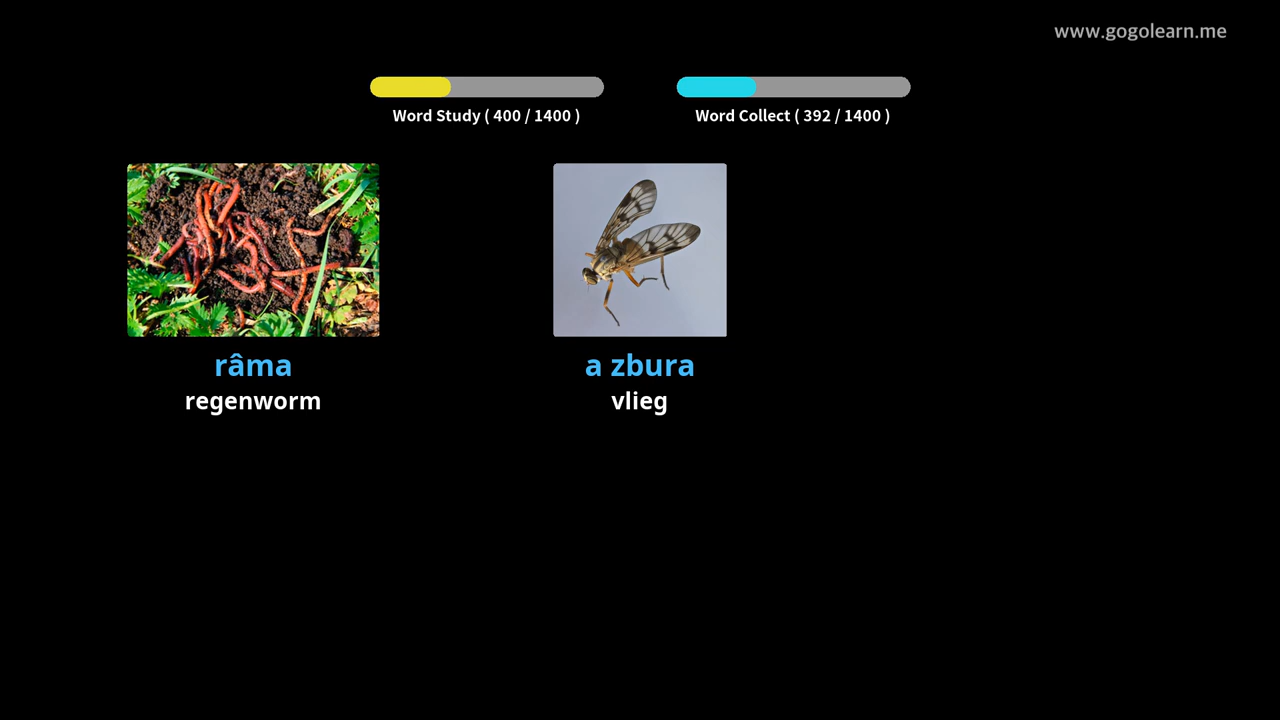 www.gogolearn.me
Word Study ( 400 / 1400 )
Word Collect ( 392 / 1400 )
râma
a zbura
regenworm
vlieg